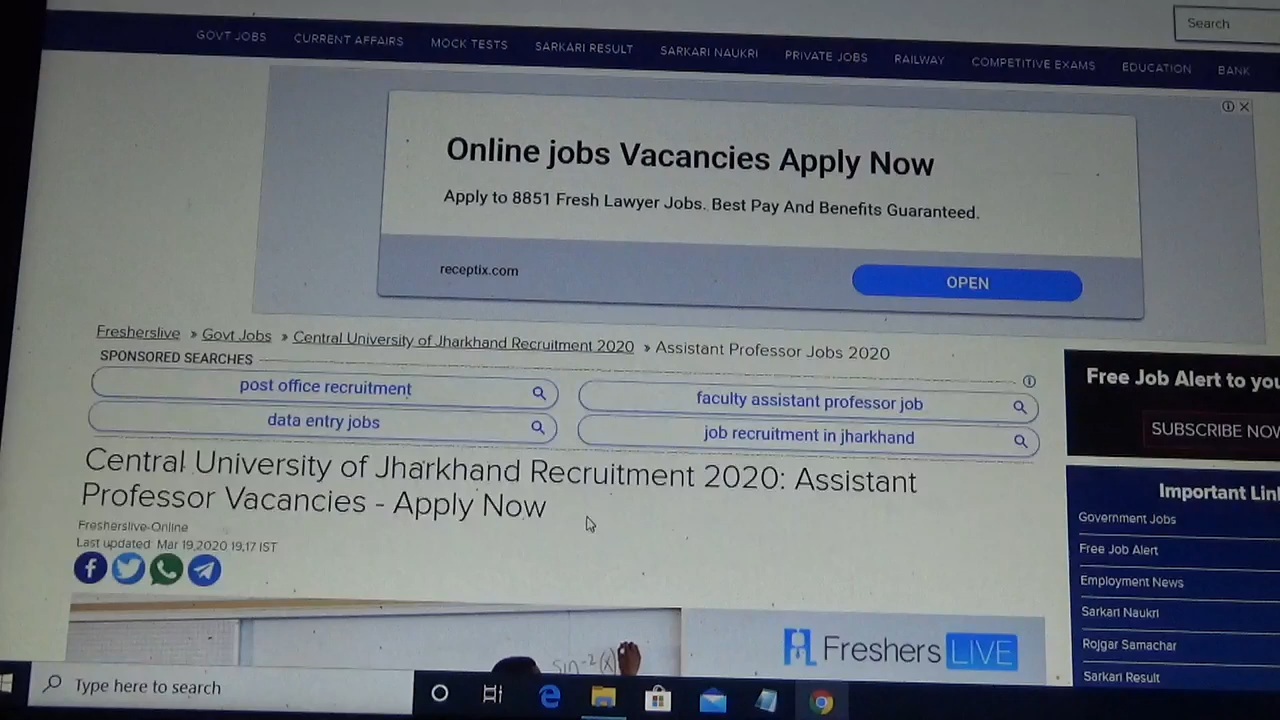 Search
GOVT JOBS CURRENT AFFAIRS MOCK TESTS SARKARI RESULT SARKARI NAUKRI PRIVATE JOBS RAILWAY COMPETITIVE EXAMS EDUCATION BANK
Online jobs Vacancies Apply Now
Apply to 8851 Fresh Lawyer Jobs. Best Pay And Benefits Guaranteed.
receptix.com
OPEN
Fresherslive » Govt Jobs » Central University of Jharkhand Recruitment 2020 » Assistant Professor Jobs 2020
SPONSORED SEARCHES
post office recruitment
faculty assistant professor job
data entry jobs
job recruitment in jharkhand
Central University of Jharkhand Recruitment 2020: Assistant
Professor Vacancies - Apply Now
Fresherslive-Online
Last updated Mar 19,2020 19,17 IST
sin⁻²(x)
Freshers LIVE
Free Job Alert to you
SUBSCRIBE NOW
Important Lin
Government Jobs
Free Job Alert
Employment News
Sarkari Naukri
Rojgar Samachar
Sarkari Result
Type here to search